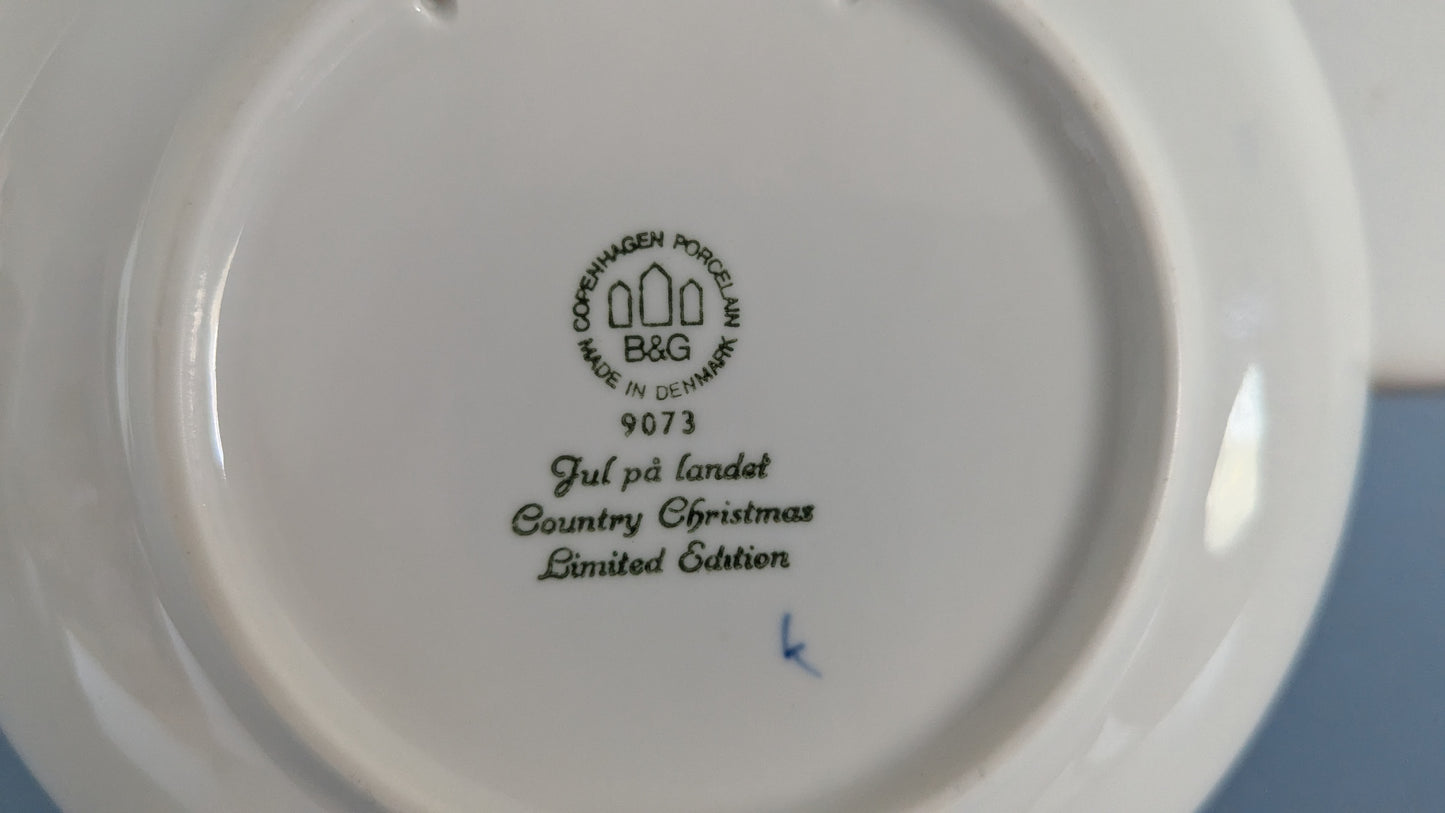 COPENHAGEN PORCELAIN
B&G
MADE IN DENMARK
9073
Jul på landet
Country Christmas
Limited Edition
k